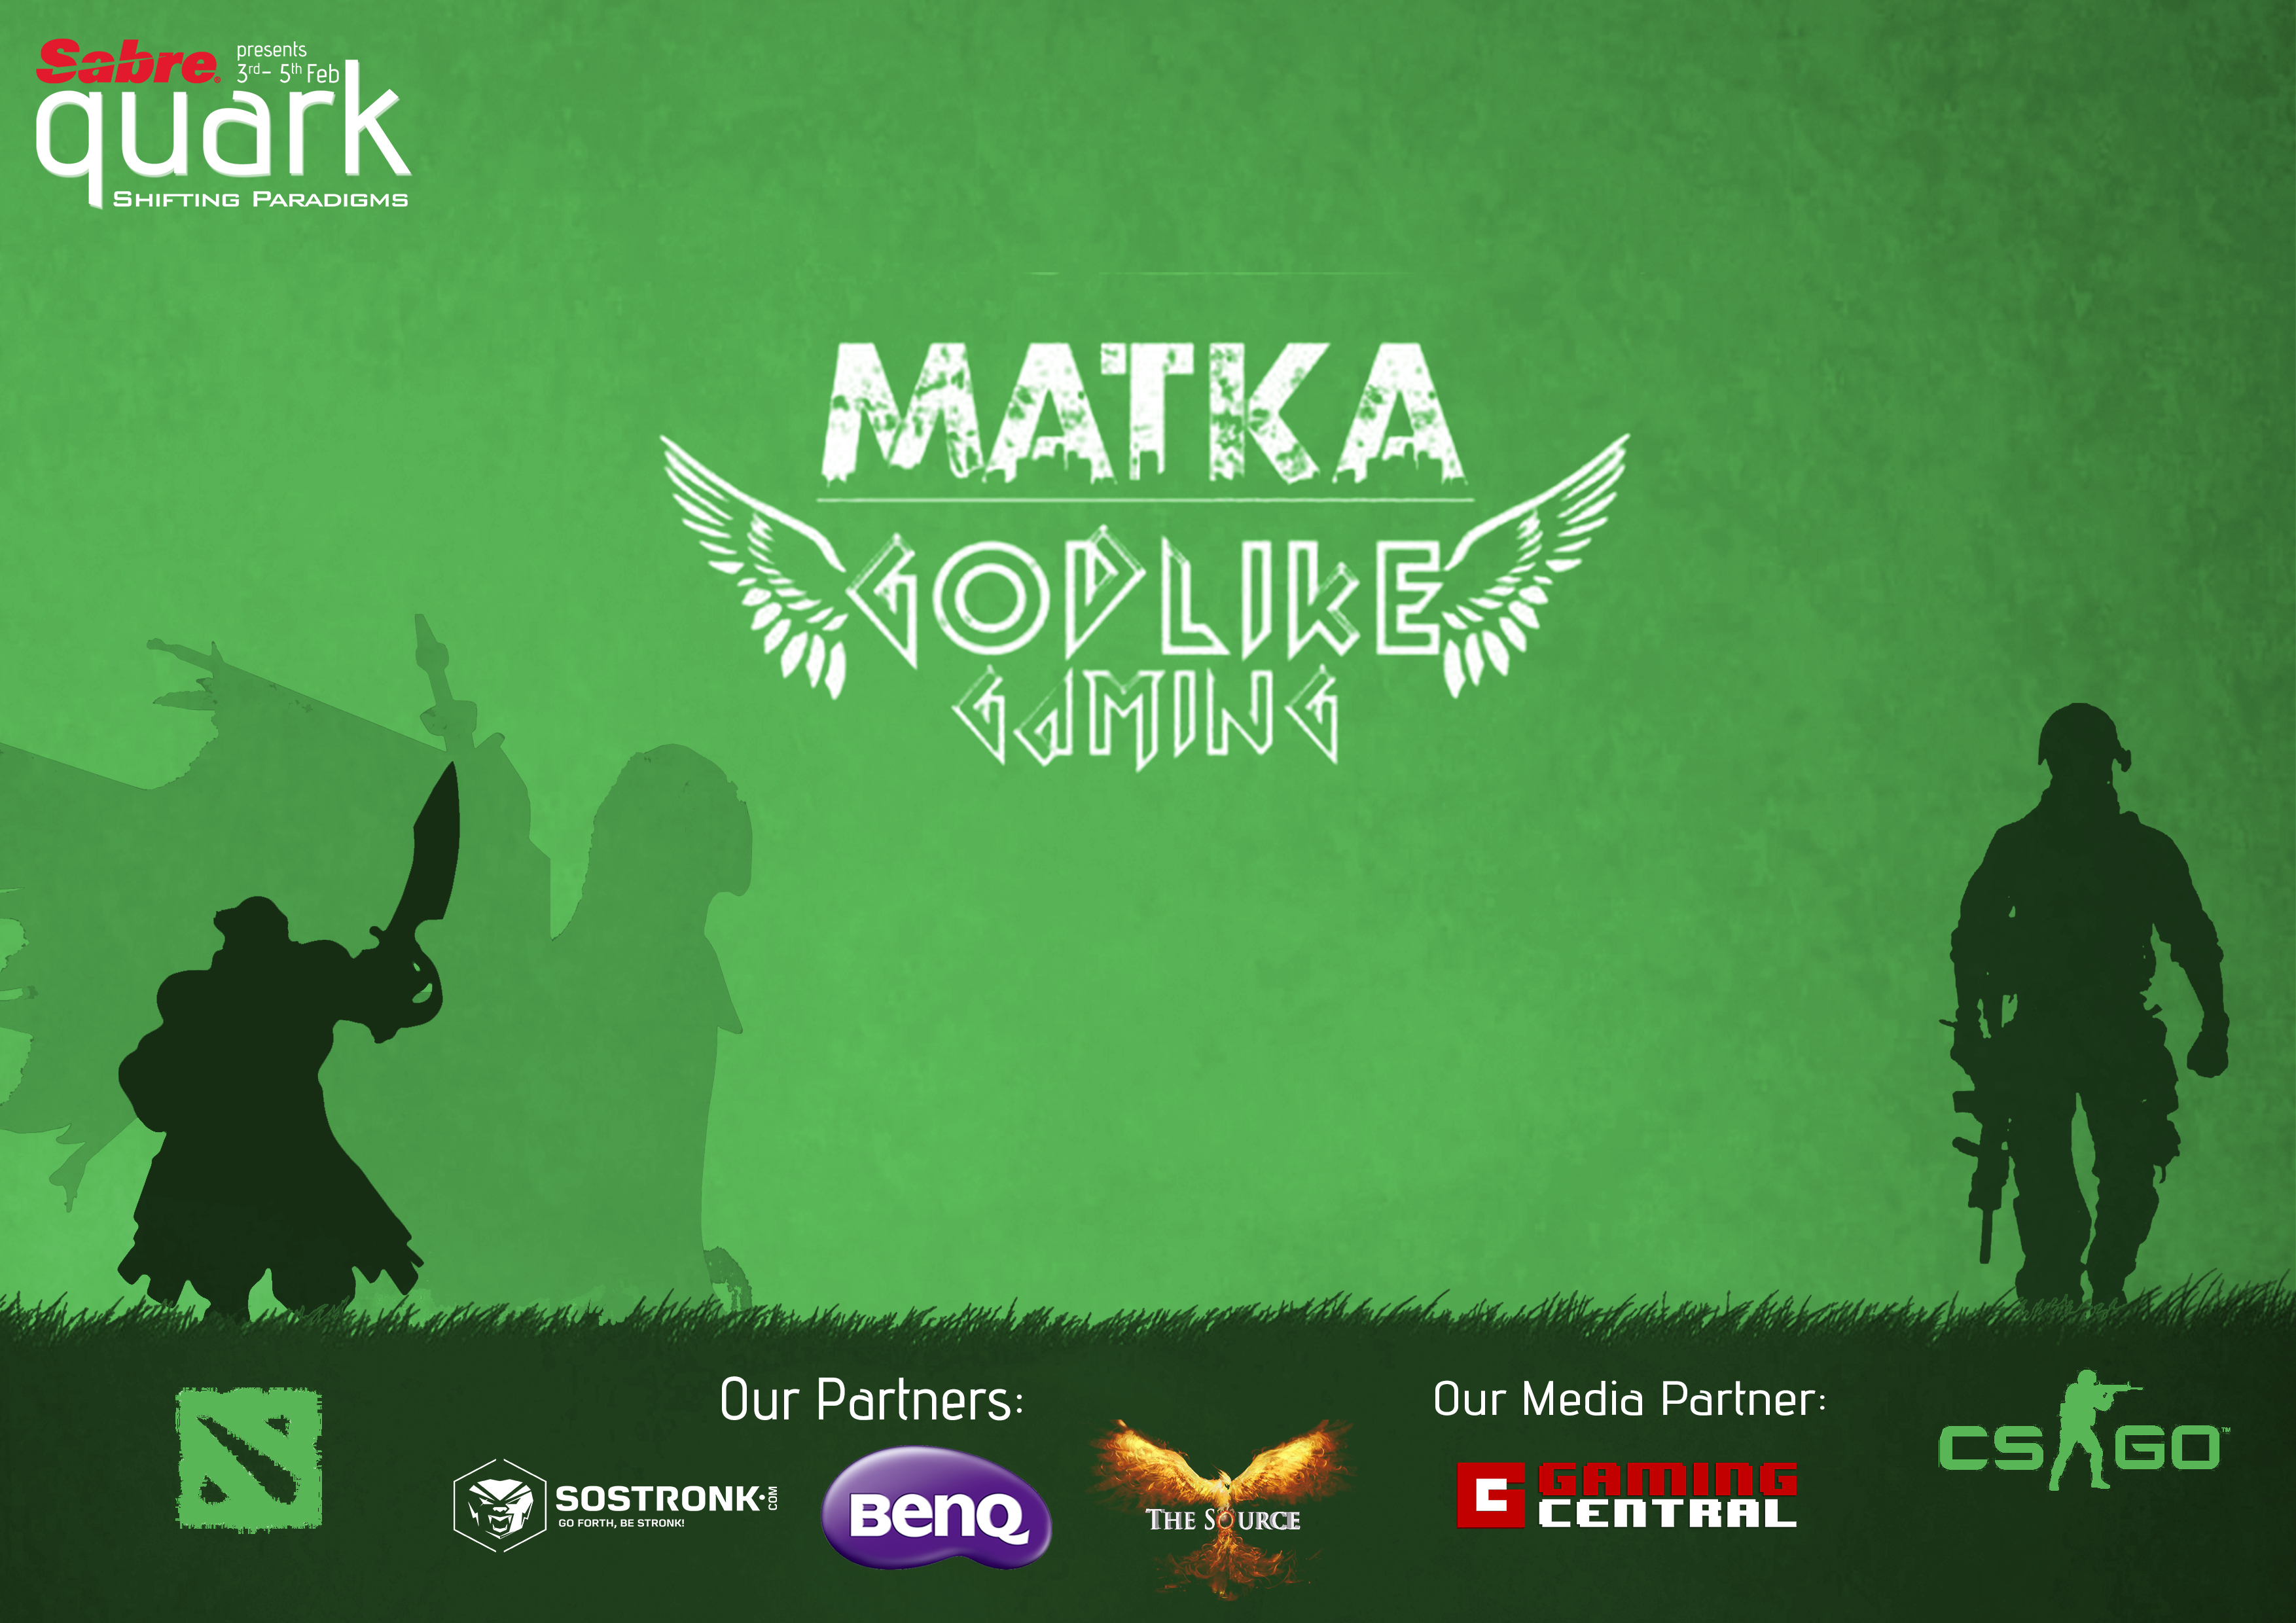 Sabre® presents
3rd- 5th Feb
quark
SHIFTING PARADIGMS
MATKA
GODLIKE
GAMING
Our Partners:
SOSTRONK.COM
GO FORTH, BE STRONK!
BENQ
THE SOURCE
Our Media Partner:
GAMING
CENTRAL
CS GO™